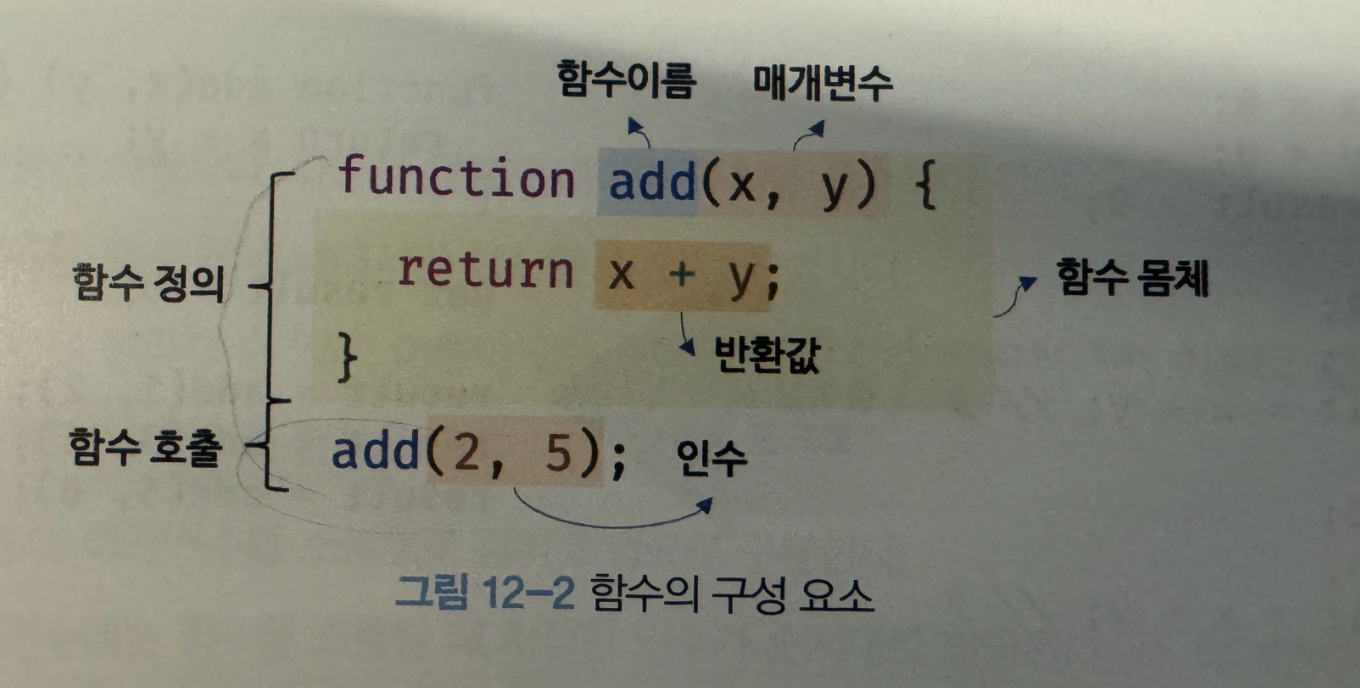 함수이름 매개변수
function add(x, y) {
함수 정의 return x + y; 함수 몸체
} 반환값
함수 호출 add(2, 5); 인수
그림 12-2 함수의 구성 요소